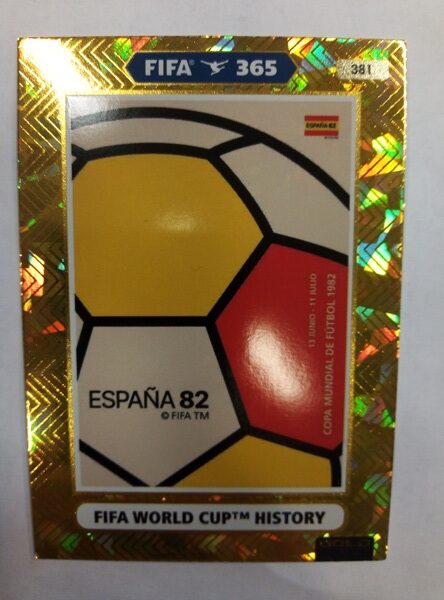 FIFA 365
381
ESPAÑA 82
13 JUNIO - 11 JULIO
COPA MUNDIAL DE FÚTBOL 1982
ESPAÑA 82
© FIFA TM
FIFA WORLD CUP™ HISTORY